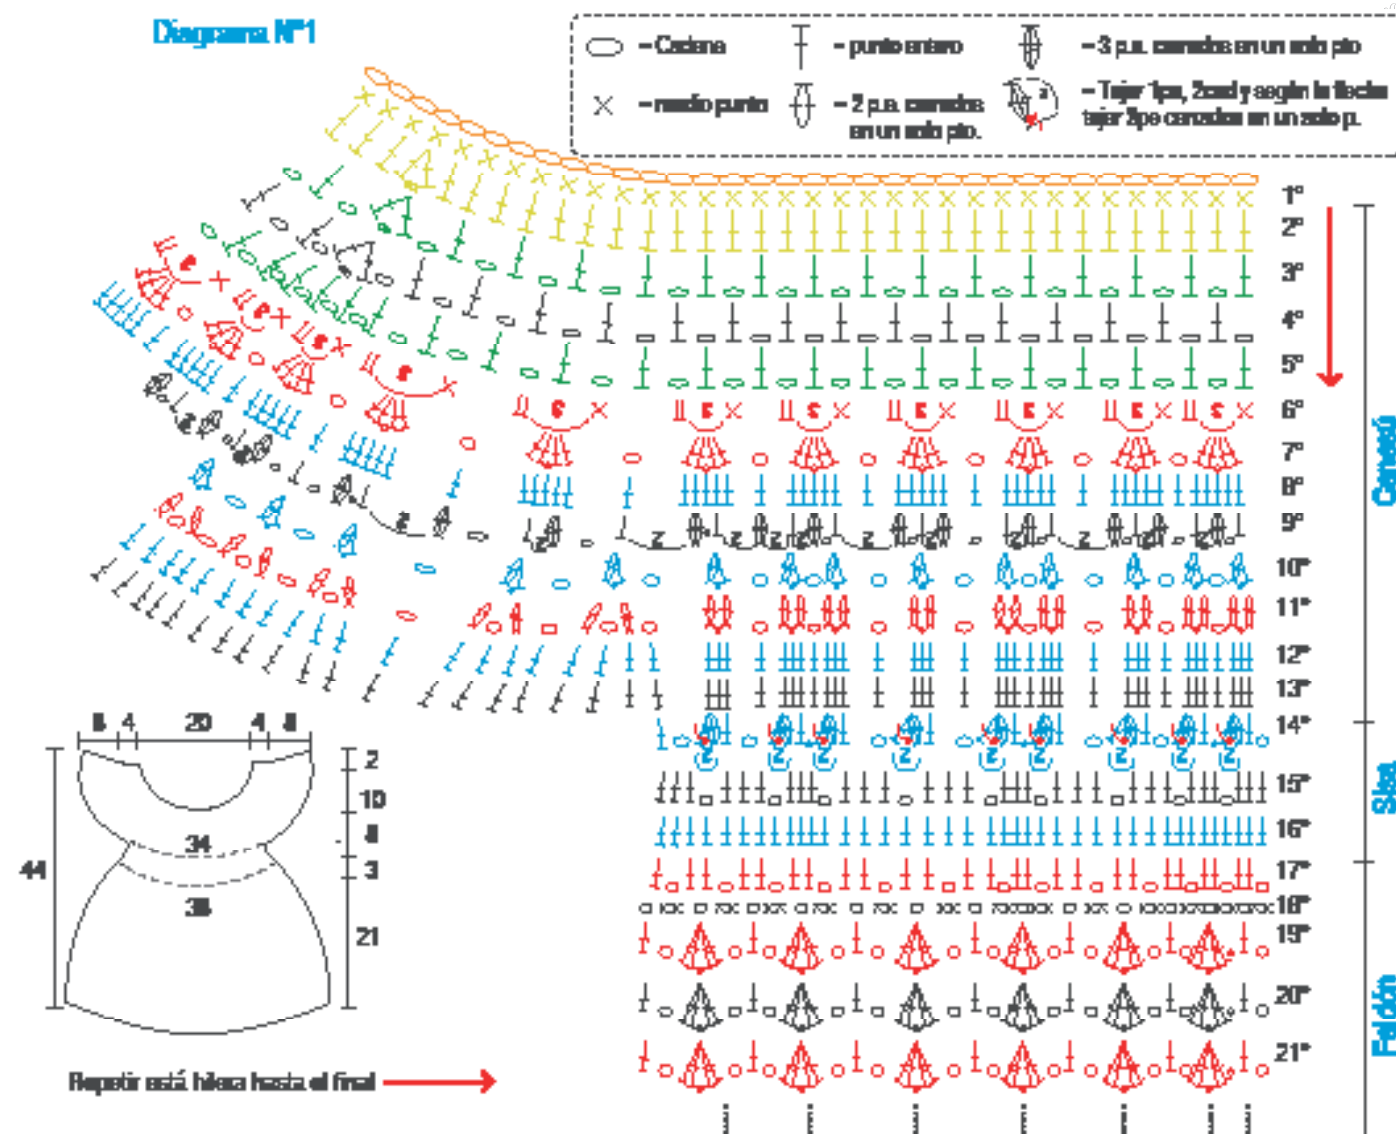 Diagrama Nº1
– Cadena
– punto entero
– 3 p.a. cerrados en un solo pto
– medio punto
– 2 p.a. cerrados
en un solo pto.
– Tejer 1pa, 2cad y según la flecha
tejer 2pe cerrados en un solo p.
1º
2º
3º
4º
5º
6º
7º
8º
9º
10º
11º
12º
13º
14º
15º
16º
17º
18º
19º
20º
21º
Canesú
Sisa
Faldón
8 4 20 4 8
2
10
8
3
21
44
34
38
Repetir está hilera hasta el final